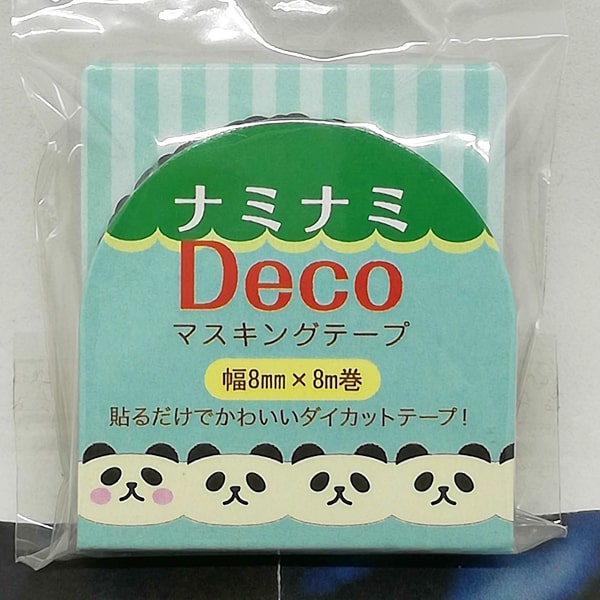 ナミナミ
Deco
マスキングテープ
幅8mm×8m巻
貼るだけでかわいいダイカットテープ!